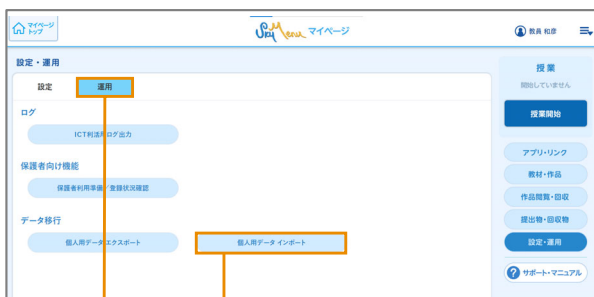 マイページ
トップ
SkyMenu マイページ
教員 和彦
設定・運用
設定
運用
ログ
ICT利活用ログ出力
保護者向け機能
保護者利用準備/登録状況確認
データ移行
個人用データエクスポート
個人用データ インポート
授業
開始していません
授業開始
アプリ・リンク
教材・作品
作品閲覧・回収
提出物・回収物
設定・運用
? サポート・マニュアル